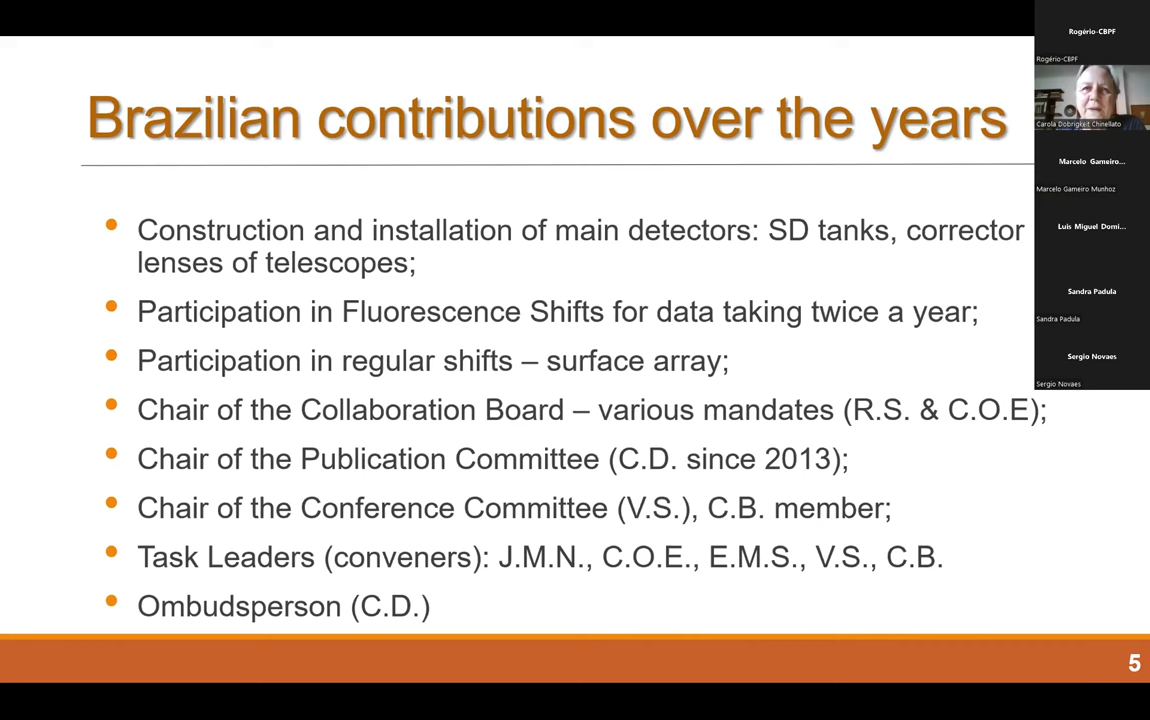 Brazilian contributions over the years
• Construction and installation of main detectors: SD tanks, corrector
lenses of telescopes;
• Participation in Fluorescence Shifts for data taking twice a year;
• Participation in regular shifts – surface array;
• Chair of the Collaboration Board – various mandates (R.S. & C.O.E);
• Chair of the Publication Committee (C.D. since 2013);
• Chair of the Conference Committee (V.S.), C.B. member;
• Task Leaders (conveners): J.M.N., C.O.E., E.M.S., V.S., C.B.
• Ombudsperson (C.D.)
5
Rogério-CBPF
Rogério-CBPF
Carola Dobrigkeit Chinellato
Marcelo Gameiro...
Marcelo Gameiro Munhoz
Luis Miguel Domi...
Sandra Padula
Sandra Padula
Sergio Novaes
Sergio Novaes